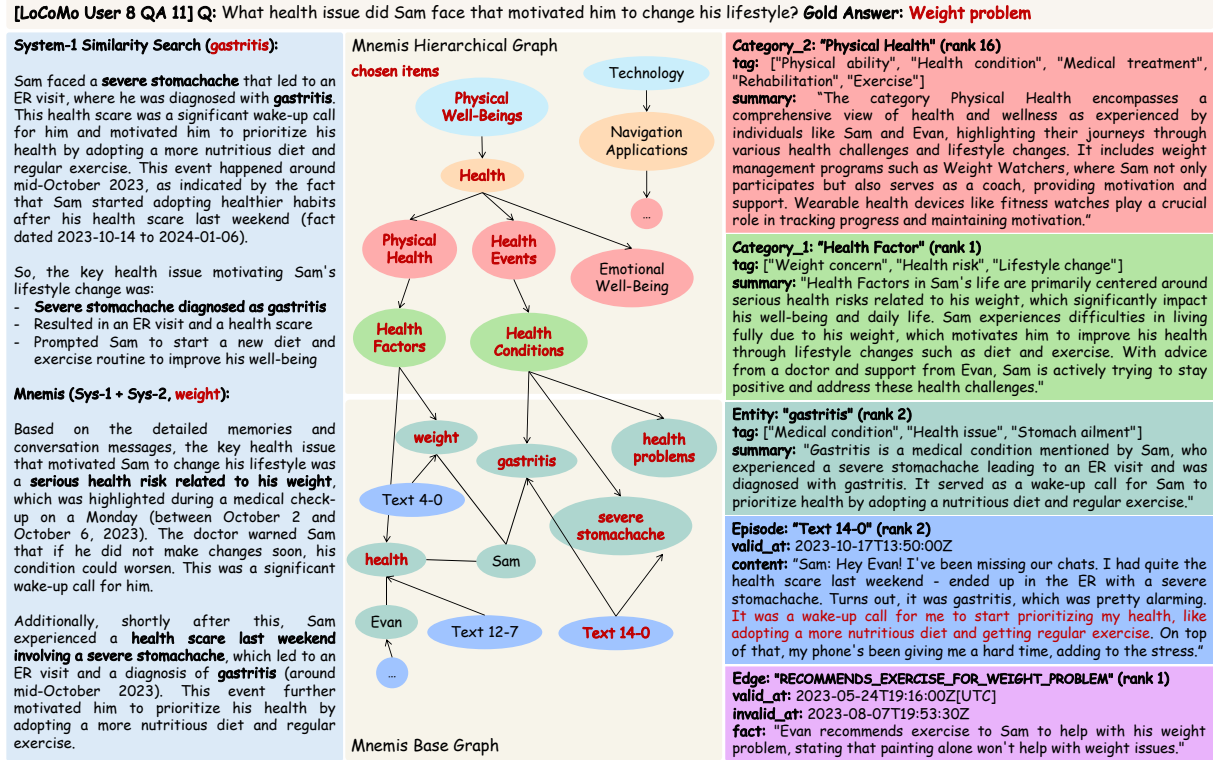 [LoCoMo User 8 QA 11] Q: What health issue did Sam face that motivated him to change his lifestyle? Gold Answer: Weight problem
System-1 Similarity Search (gastritis):
Sam faced a severe stomachache that led to an
ER visit, where he was diagnosed with gastritis.
This health scare was a significant wake-up call
for him and motivated him to prioritize his
health by adopting a more nutritious diet and
regular exercise. This event happened around
mid-October 2023, as indicated by the fact
that Sam started adopting healthier habits
after his health scare last weekend (fact
dated 2023-10-14 to 2024-01-06).
So, the key health issue motivating Sam's
lifestyle change was:
- Severe stomachache diagnosed as gastritis
- Resulted in an ER visit and a health scare
- Prompted Sam to start a new diet and
exercise routine to improve his well-being
Mnemis (Sys-1 + Sys-2, weight):
Based on the detailed memories and
conversation messages, the key health issue
that motivated Sam to change his lifestyle was
a serious health risk related to his weight,
which was highlighted during a medical check-
up on a Monday (between October 2 and
October 6, 2023). The doctor warned Sam
that if he did not make changes soon, his
condition could worsen. This was a significant
wake-up call for him.
Additionally, shortly after this, Sam
experienced a health scare last weekend
involving a severe stomachache, which led to an
ER visit and a diagnosis of gastritis (around
mid-October 2023). This event further
motivated him to prioritize his health by
adopting a more nutritious diet and regular
exercise.
Mnemis Hierarchical Graph
chosen items
Physical
Well-Beings
Technology
Navigation
Applications
Health
...
Physical
Health
Health
Events
Emotional
Well-Being
Health
Factors
Health
Conditions
weight
gastritis
health
problems
Text 4-0
severe
stomachache
health
Sam
Evan
Text 12-7
Text 14-0
...
Mnemis Base Graph
Category_2: "Physical Health" (rank 16)
tag: ["Physical ability", "Health condition", "Medical treatment",
"Rehabilitation", "Exercise"]
summary: "The category Physical Health encompasses a
comprehensive view of health and wellness as experienced by
individuals like Sam and Evan, highlighting their journeys through
various health challenges and lifestyle changes. It includes weight
management programs such as Weight Watchers, where Sam not only
participates but also serves as a coach, providing motivation and
support. Wearable health devices like fitness watches play a crucial
role in tracking progress and maintaining motivation."
Category_1: "Health Factor" (rank 1)
tag: ["Weight concern", "Health risk", "Lifestyle change"]
summary: "Health Factors in Sam's life are primarily centered around
serious health risks related to his weight, which significantly impact
his well-being and daily life. Sam experiences difficulties in living
fully due to his weight, which motivates him to improve his health
through lifestyle changes such as diet and exercise. With advice
from a doctor and support from Evan, Sam is actively trying to stay
positive and address these health challenges."
Entity: "gastritis" (rank 2)
tag: ["Medical condition", "Health issue", "Stomach ailment"]
summary: "Gastritis is a medical condition mentioned by Sam, who
experienced a severe stomachache leading to an ER visit and was
diagnosed with gastritis. It served as a wake-up call for Sam to
prioritize health by adopting a nutritious diet and regular exercise."
Episode: "Text 14-0" (rank 2)
valid_at: 2023-10-17T13:50:00Z
content: "Sam: Hey Evan! I've been missing our chats. I had quite the
health scare last weekend - ended up in the ER with a severe
stomachache. Turns out, it was gastritis, which was pretty alarming.
It was a wake-up call for me to start prioritizing my health, like
adopting a more nutritious diet and getting regular exercise. On top
of that, my phone's been giving me a hard time, adding to the stress."
Edge: "RECOMMENDS_EXERCISE_FOR_WEIGHT_PROBLEM" (rank 1)
valid_at: 2023-05-24T19:16:00Z[UTC]
invalid_at: 2023-08-07T19:53:30Z
fact: "Evan recommends exercise to Sam to help with his weight
problem, stating that painting alone won't help with weight issues."